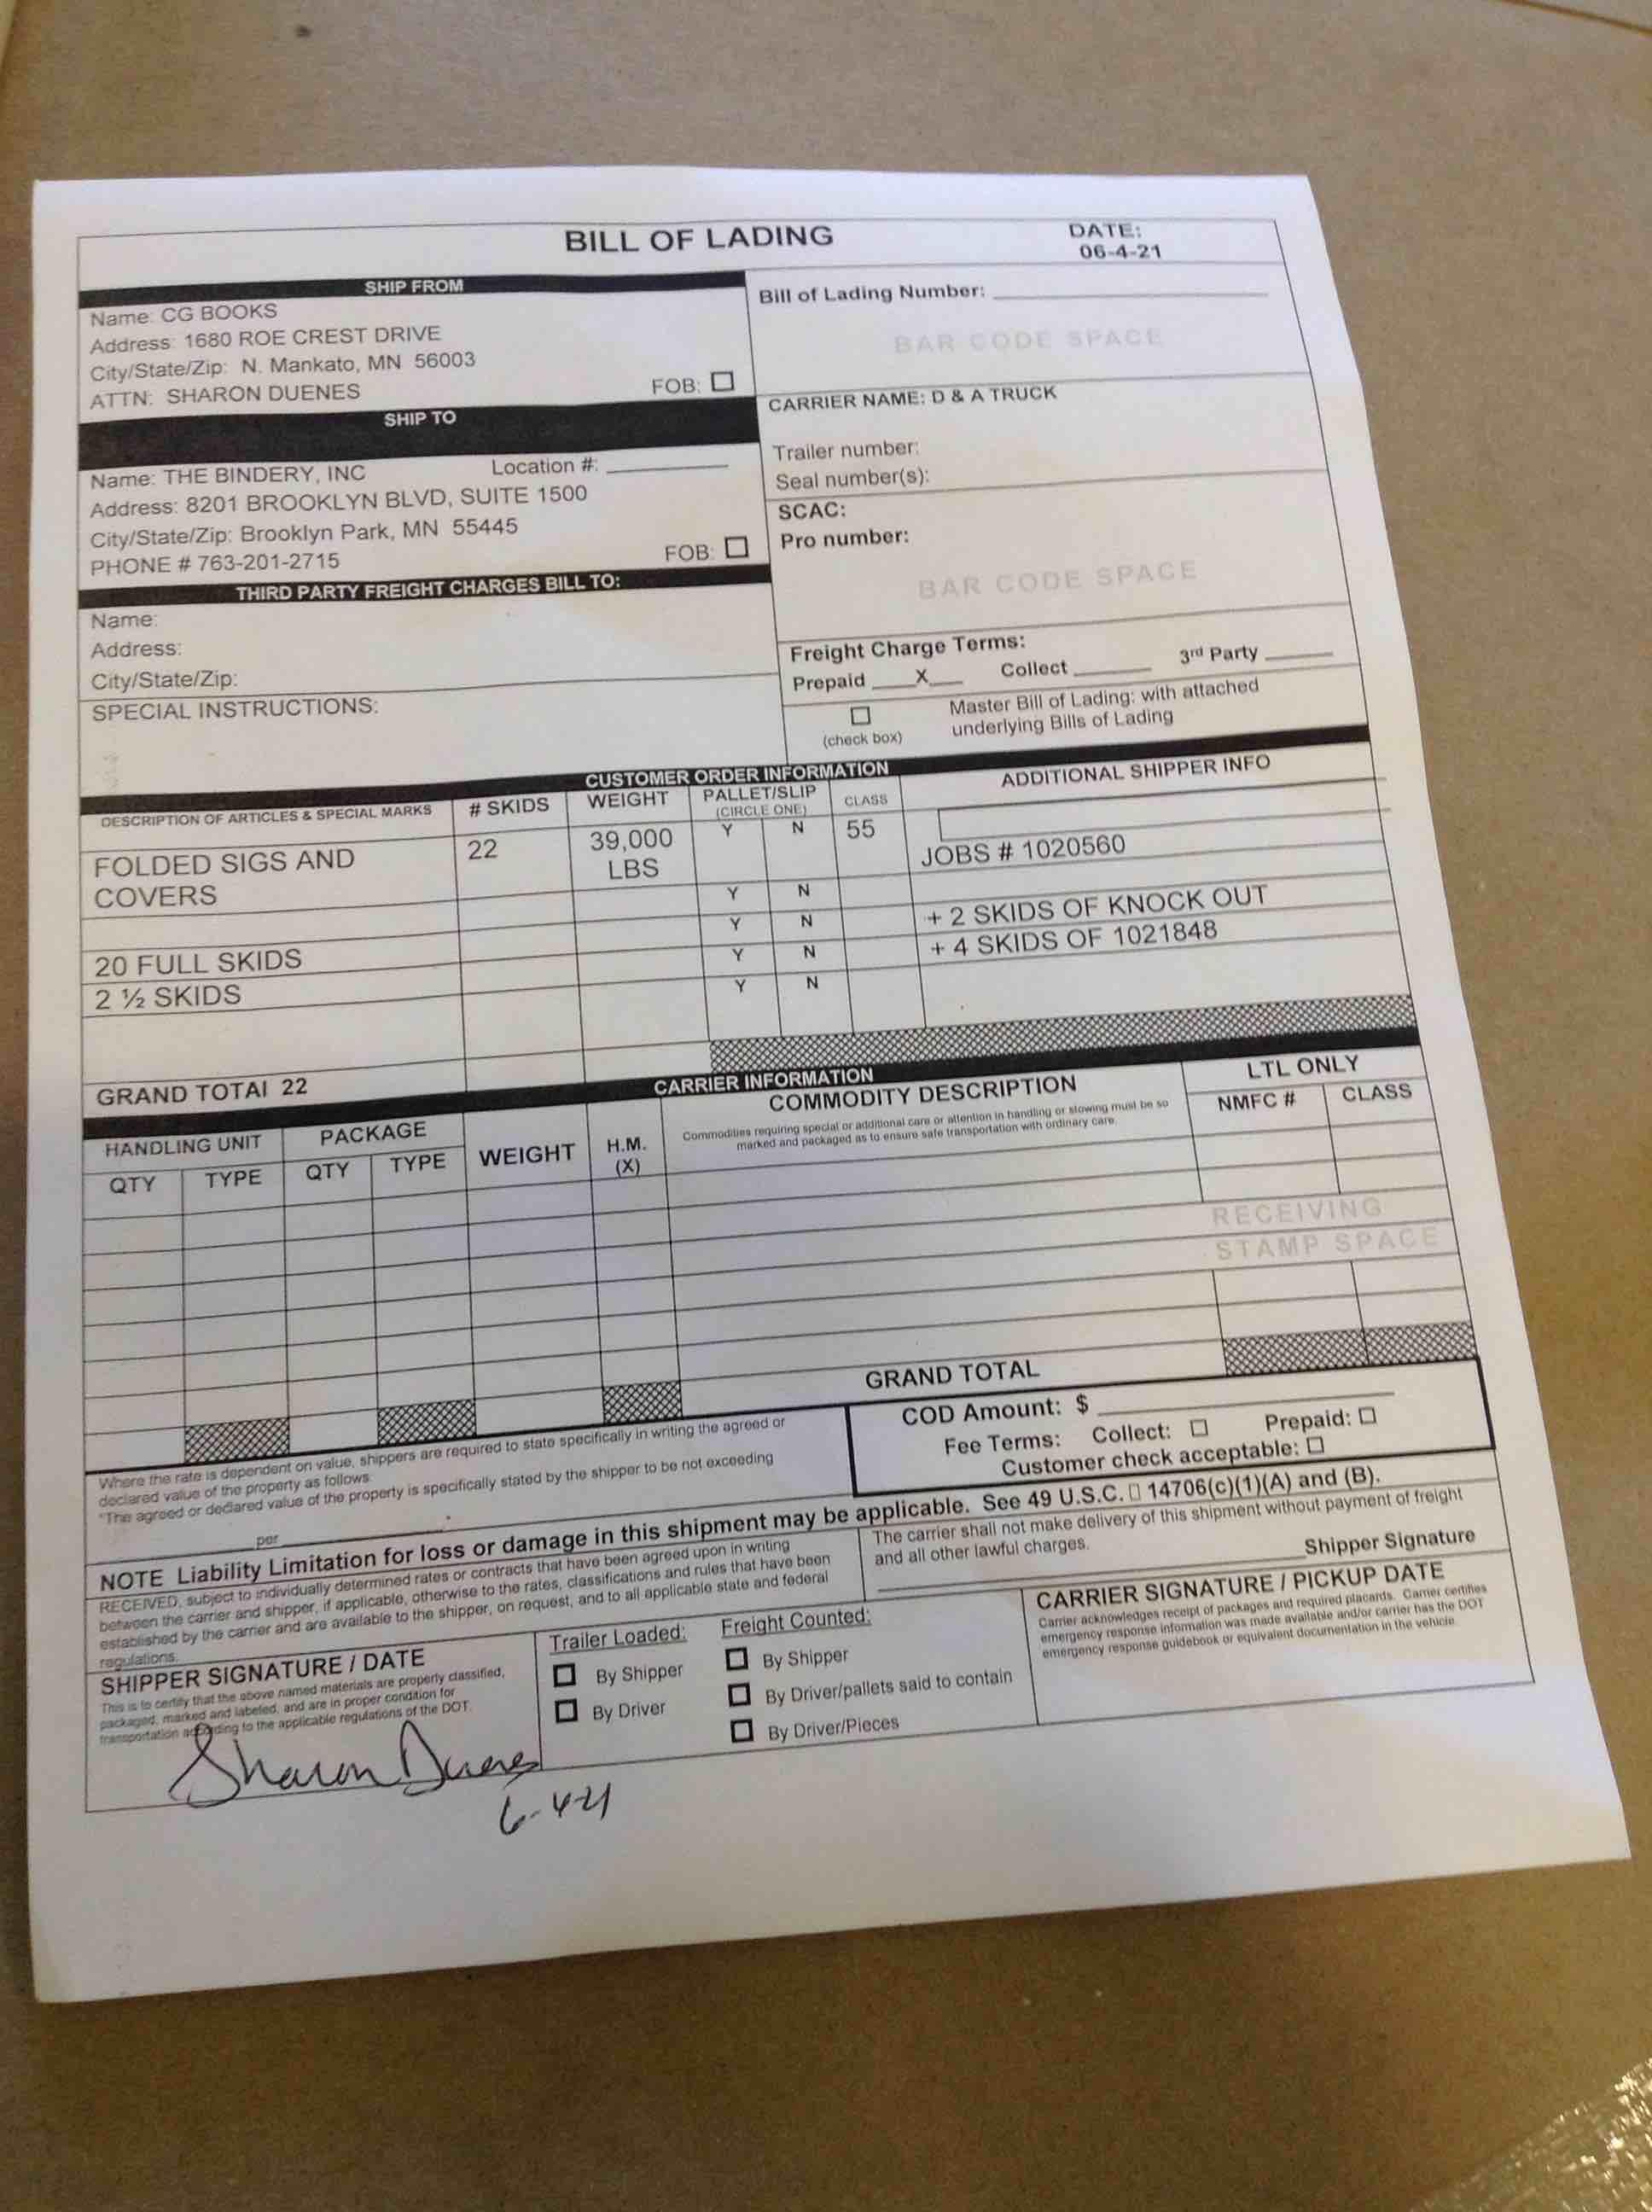 BILL OF LADING
DATE:
06-4-21
SHIP FROM
Name: CG BOOKS
Address: 1680 ROE CREST DRIVE
City/State/Zip: N. Mankato, MN 56003
ATTN: SHARON DUENES
FOB:
Bill of Lading Number:
BAR CODE SPACE
SHIP TO
Name: THE BINDERY, INC Location #:
Address: 8201 BROOKLYN BLVD, SUITE 1500
City/State/Zip: Brooklyn Park, MN 55445
PHONE # 763-201-2715
FOB:
CARRIER NAME: D & A TRUCK
Trailer number:
Seal number(s):
SCAC:
Pro number:
BAR CODE SPACE
THIRD PARTY FREIGHT CHARGES BILL TO:
Name:
Address:
City/State/Zip:
SPECIAL INSTRUCTIONS:
Freight Charge Terms:
Prepaid X Collect 3rd Party
Master Bill of Lading: with attached
underlying Bills of Lading
(check box)
CUSTOMER ORDER INFORMATION
DESCRIPTION OF ARTICLES & SPECIAL MARKS # SKIDS WEIGHT PALLET/SLIP (CIRCLE ONE) CLASS ADDITIONAL SHIPPER INFO
FOLDED SIGS AND COVERS 22 39,000 LBS Y N 55
JOBS # 1020560
Y N
Y N + 2 SKIDS OF KNOCK OUT
20 FULL SKIDS Y N + 4 SKIDS OF 1021848
2 ½ SKIDS Y N
GRAND TOTAl 22
CARRIER INFORMATION
HANDLING UNIT PACKAGE
QTY TYPE QTY TYPE WEIGHT H.M. (X)
COMMODITY DESCRIPTION
Commodities requiring special or additional care or attention in handling or stowing must be so
marked and packaged as to ensure safe transportation with ordinary care.
LTL ONLY
NMFC # CLASS
RECEIVING
STAMP SPACE
GRAND TOTAL
Where the rate is dependent on value, shippers are required to state specifically in writing the agreed or
declared value of the property as follows:
"The agreed or declared value of the property is specifically stated by the shipper to be not exceeding
per
COD Amount: $
Fee Terms: Collect: Prepaid:
Customer check acceptable:
NOTE Liability Limitation for loss or damage in this shipment may be applicable. See 49 U.S.C. 14706(c)(1)(A) and (B).
RECEIVED, subject to individually determined rates or contracts that have been agreed upon in writing
between the carrier and shipper, if applicable, otherwise to the rates, classifications and rules that have been
established by the carrier and are available to the shipper, on request, and to all applicable state and federal
regulations.
The carrier shall not make delivery of this shipment without payment of freight
and all other lawful charges.
Shipper Signature
SHIPPER SIGNATURE / DATE
This is to certify that the above named materials are properly classified,
packaged, marked and labeled, and are in proper condition for
transportation according to the applicable regulations of the DOT.
Trailer Loaded:
By Shipper
By Driver
Freight Counted:
By Shipper
By Driver/pallets said to contain
By Driver/Pieces
CARRIER SIGNATURE / PICKUP DATE
Carrier acknowledges receipt of packages and required placards. Carrier certifies
emergency response information was made available and/or carrier has the DOT
emergency response guidebook or equivalent documentation in the vehicle.
Sharon Duenes
6-4-21